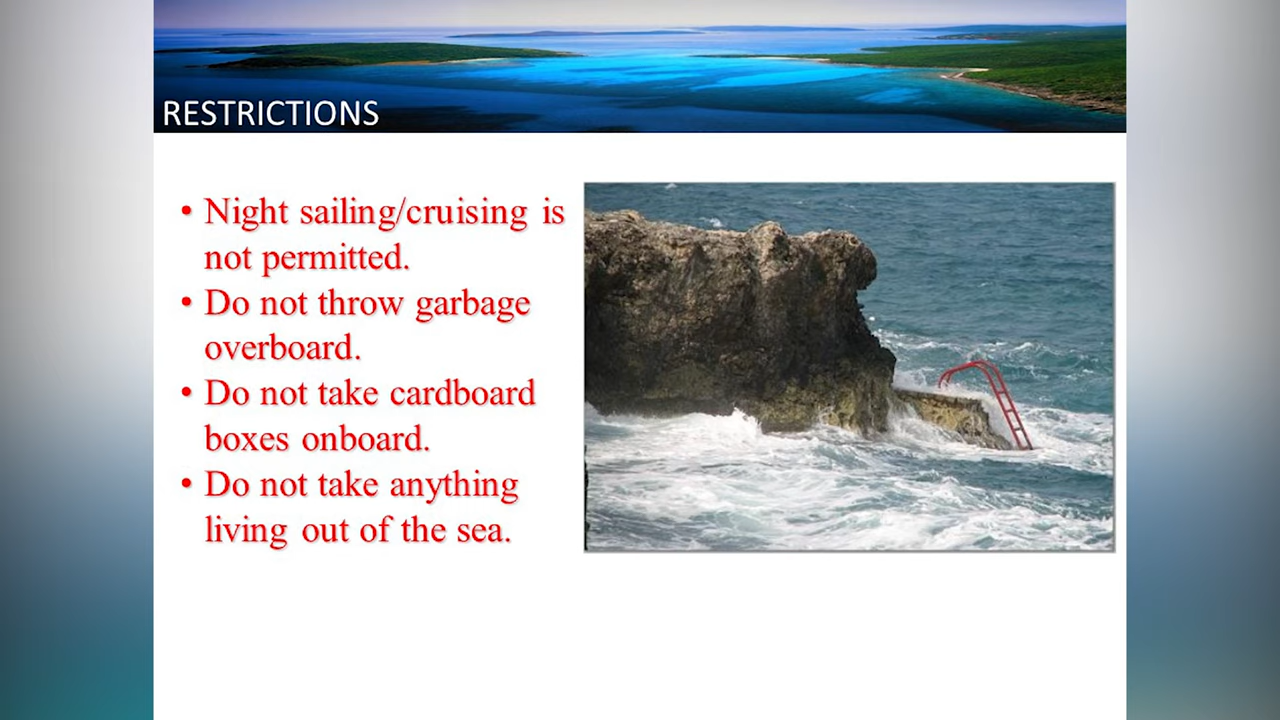 RESTRICTIONS
• Night sailing/cruising is
not permitted.
• Do not throw garbage
overboard.
• Do not take cardboard
boxes onboard.
• Do not take anything
living out of the sea.